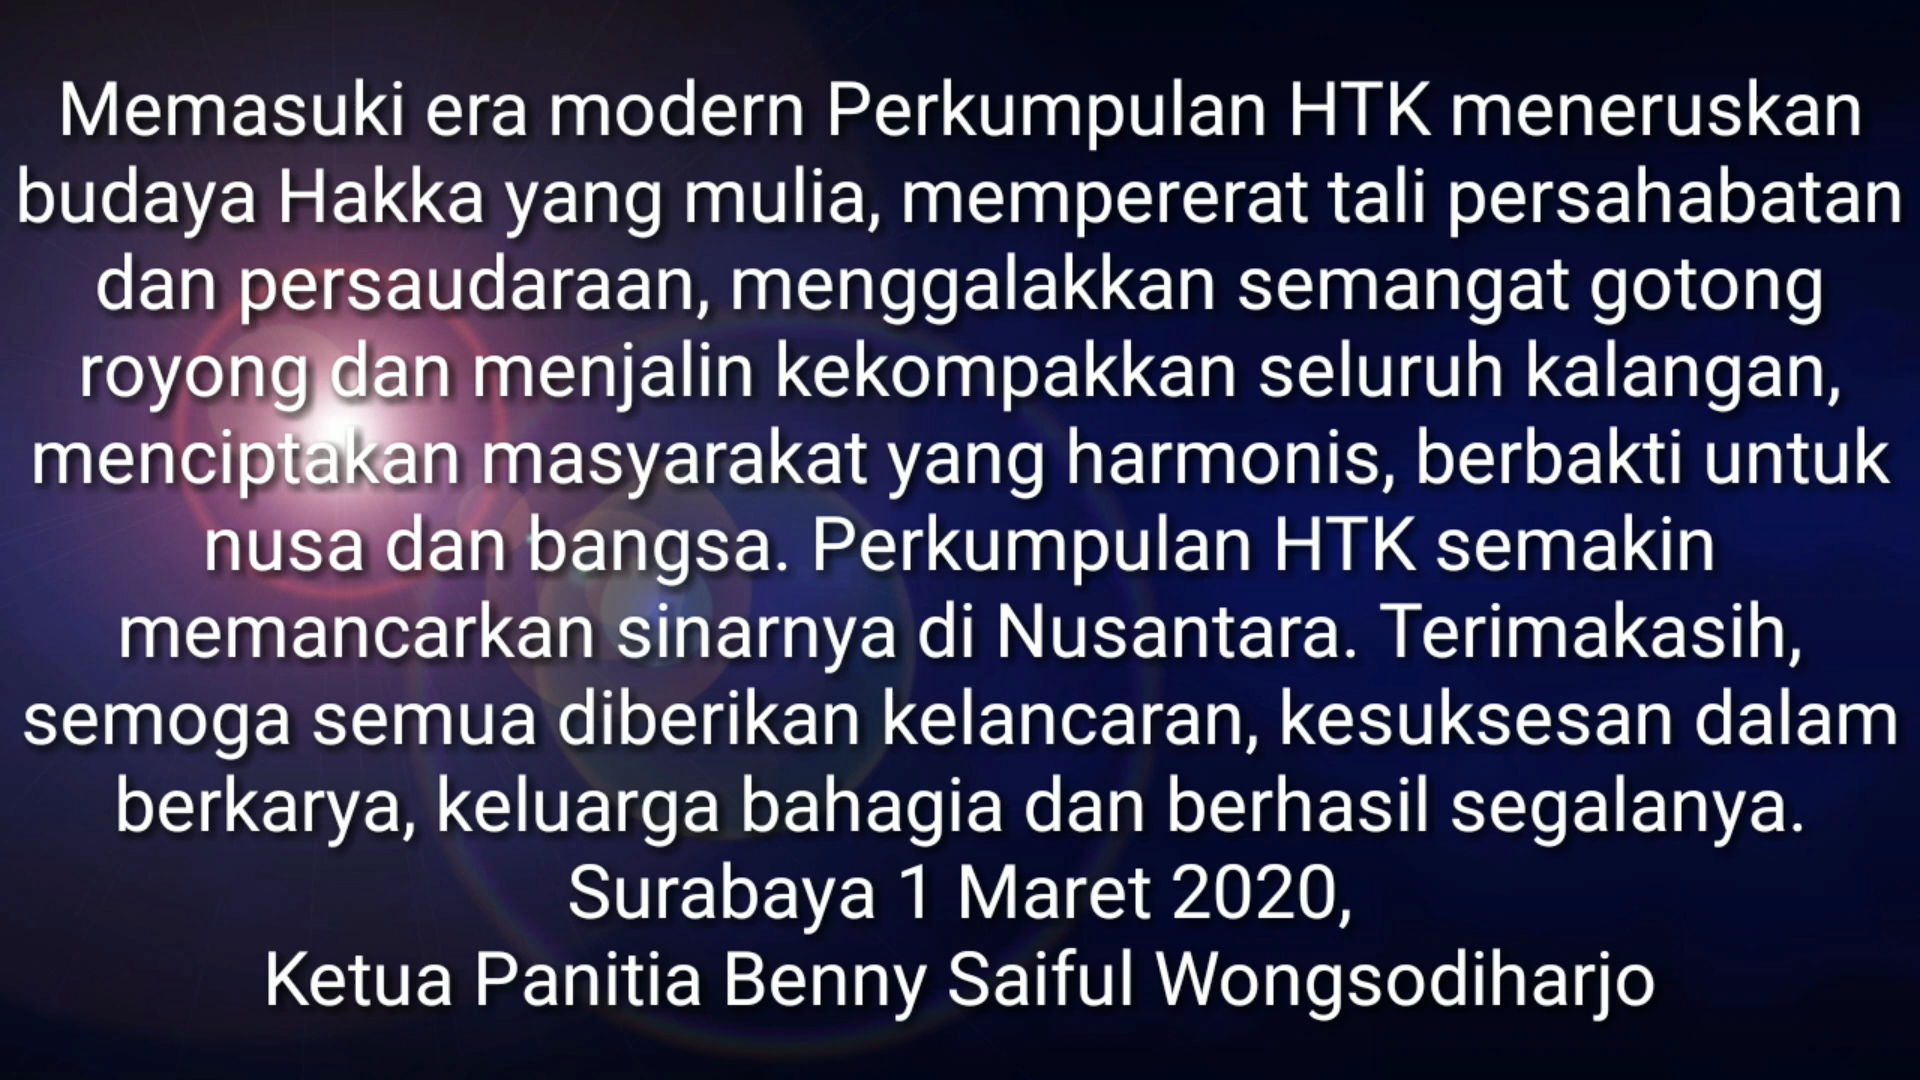 Memasuki era modern Perkumpulan HTK meneruskan
budaya Hakka yang mulia, mempererat tali persahabatan
dan persaudaraan, menggalakkan semangat gotong
royong dan menjalin kekompakkan seluruh kalangan,
menciptakan masyarakat yang harmonis, berbakti untuk
nusa dan bangsa. Perkumpulan HTK semakin
memancarkan sinarnya di Nusantara. Terimakasih,
semoga semua diberikan kelancaran, kesuksesan dalam
berkarya, keluarga bahagia dan berhasil segalanya.
Surabaya 1 Maret 2020,
Ketua Panitia Benny Saiful Wongsodiharjo